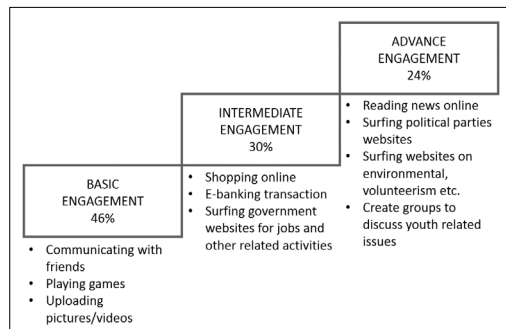 ADVANCE
ENGAGEMENT
24%
• Reading news online
• Surfing political parties
websites
• Surfing websites on
environmental,
volunteerism etc.
• Create groups to
discuss youth related
issues
INTERMEDIATE
ENGAGEMENT
30%
• Shopping online
• E-banking transaction
• Surfing government
websites for jobs and
other related activities
BASIC
ENGAGEMENT
46%
• Communicating with
friends
• Playing games
• Uploading
pictures/videos